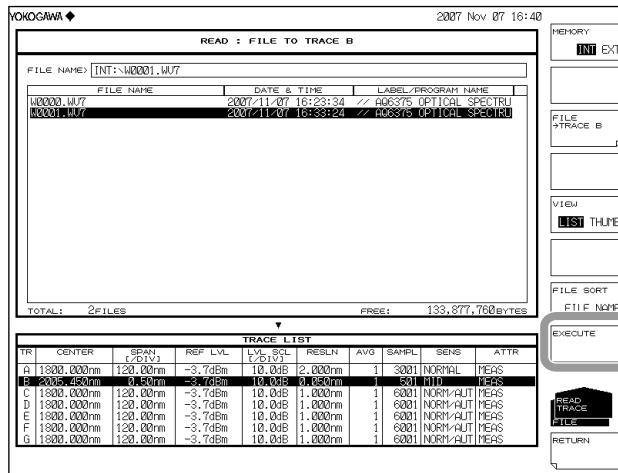 YOKOGAWA ◆ 2007 Nov 07 16:40
READ : FILE TO TRACE B
FILE NAME> INT:\W0001.WU7
FILE NAME DATE & TIME LABEL/PROGRAM NAME
W0000.WU7 2007/11/07 16:23:34 // AQ6375 OPTICAL SPECTRU
W0001.WU7 2007/11/07 16:33:24 // AQ6375 OPTICAL SPECTRU
TOTAL: 2FILES FREE: 133,877,760BYTES
▼
TRACE LIST
TR CENTER SPAN [/DIV] REF LVL LVL SCL [/DIV] RESLN AVG SAMPL SENS ATTR
A 1800.000nm 120.00nm -3.7dBm 10.0dB 2.000nm 1 3001 NORMAL MEAS
B 2005.450nm 0.50nm -3.7dBm 10.0dB 0.050nm 1 501 MID MEAS
C 1800.000nm 120.00nm -3.7dBm 10.0dB 1.000nm 1 6001 NORM/AUT MEAS
D 1800.000nm 120.00nm -3.7dBm 10.0dB 1.000nm 1 6001 NORM/AUT MEAS
E 1800.000nm 120.00nm -3.7dBm 10.0dB 1.000nm 1 6001 NORM/AUT MEAS
F 1800.000nm 120.00nm -3.7dBm 10.0dB 1.000nm 1 6001 NORM/AUT MEAS
G 1800.000nm 120.00nm -3.7dBm 10.0dB 1.000nm 1 6001 NORM/AUT MEAS
MEMORY
INT EXT
FILE
→TRACE B
VIEW
LIST THUMB
FILE SORT
FILE NAME
EXECUTE
READ
TRACE
FILE
RETURN